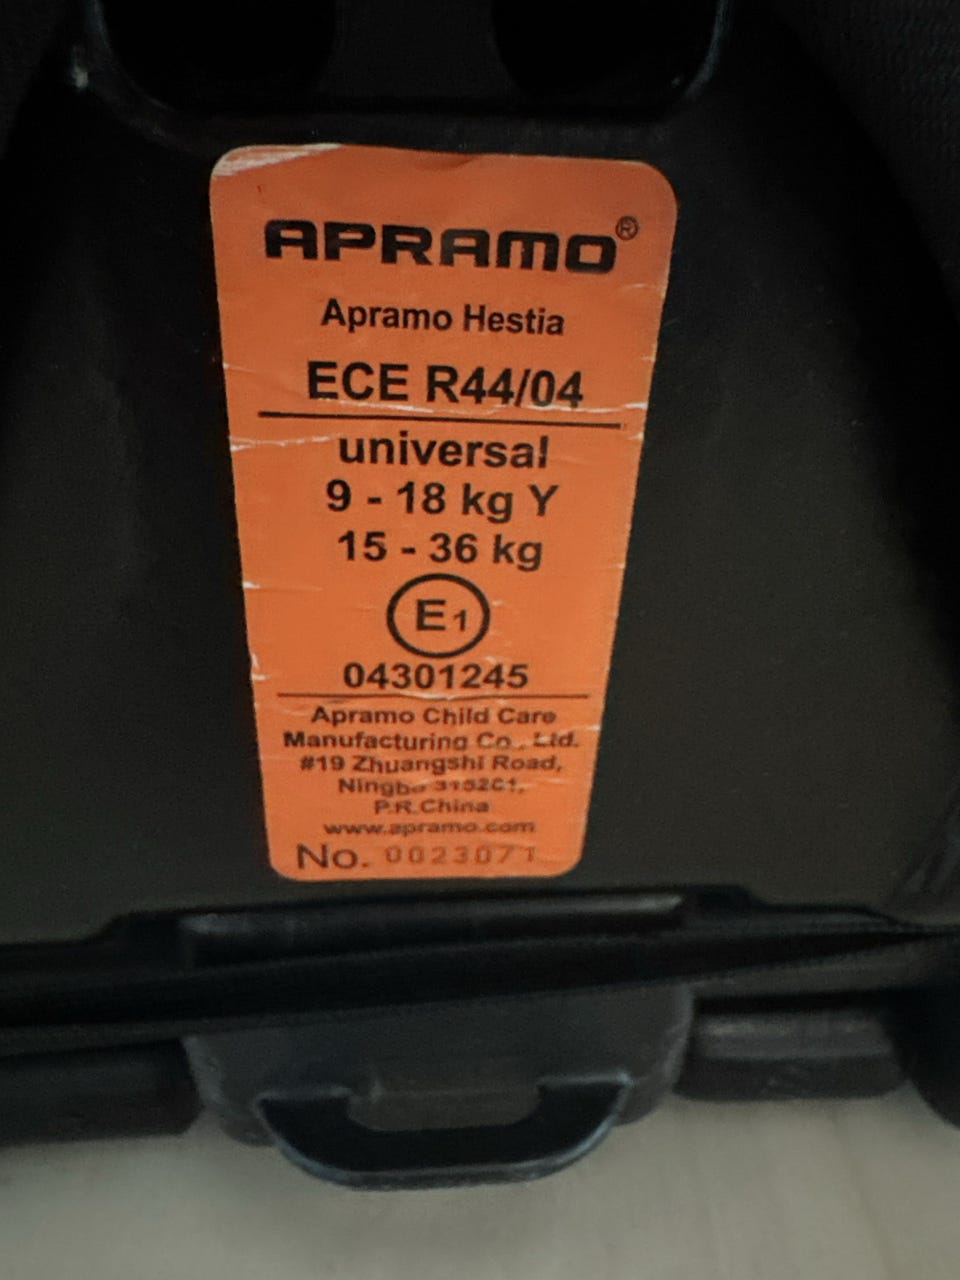 APRAMO®
Apramo Hestia
ECE R44/04
universal
9 - 18 kg Y
15 - 36 kg
E1
04301245
Apramo Child Care
Manufacturing Co., Ltd.
#19 Zhuangshi Road,
P.R.China
www.apramo.com
No. 0023071